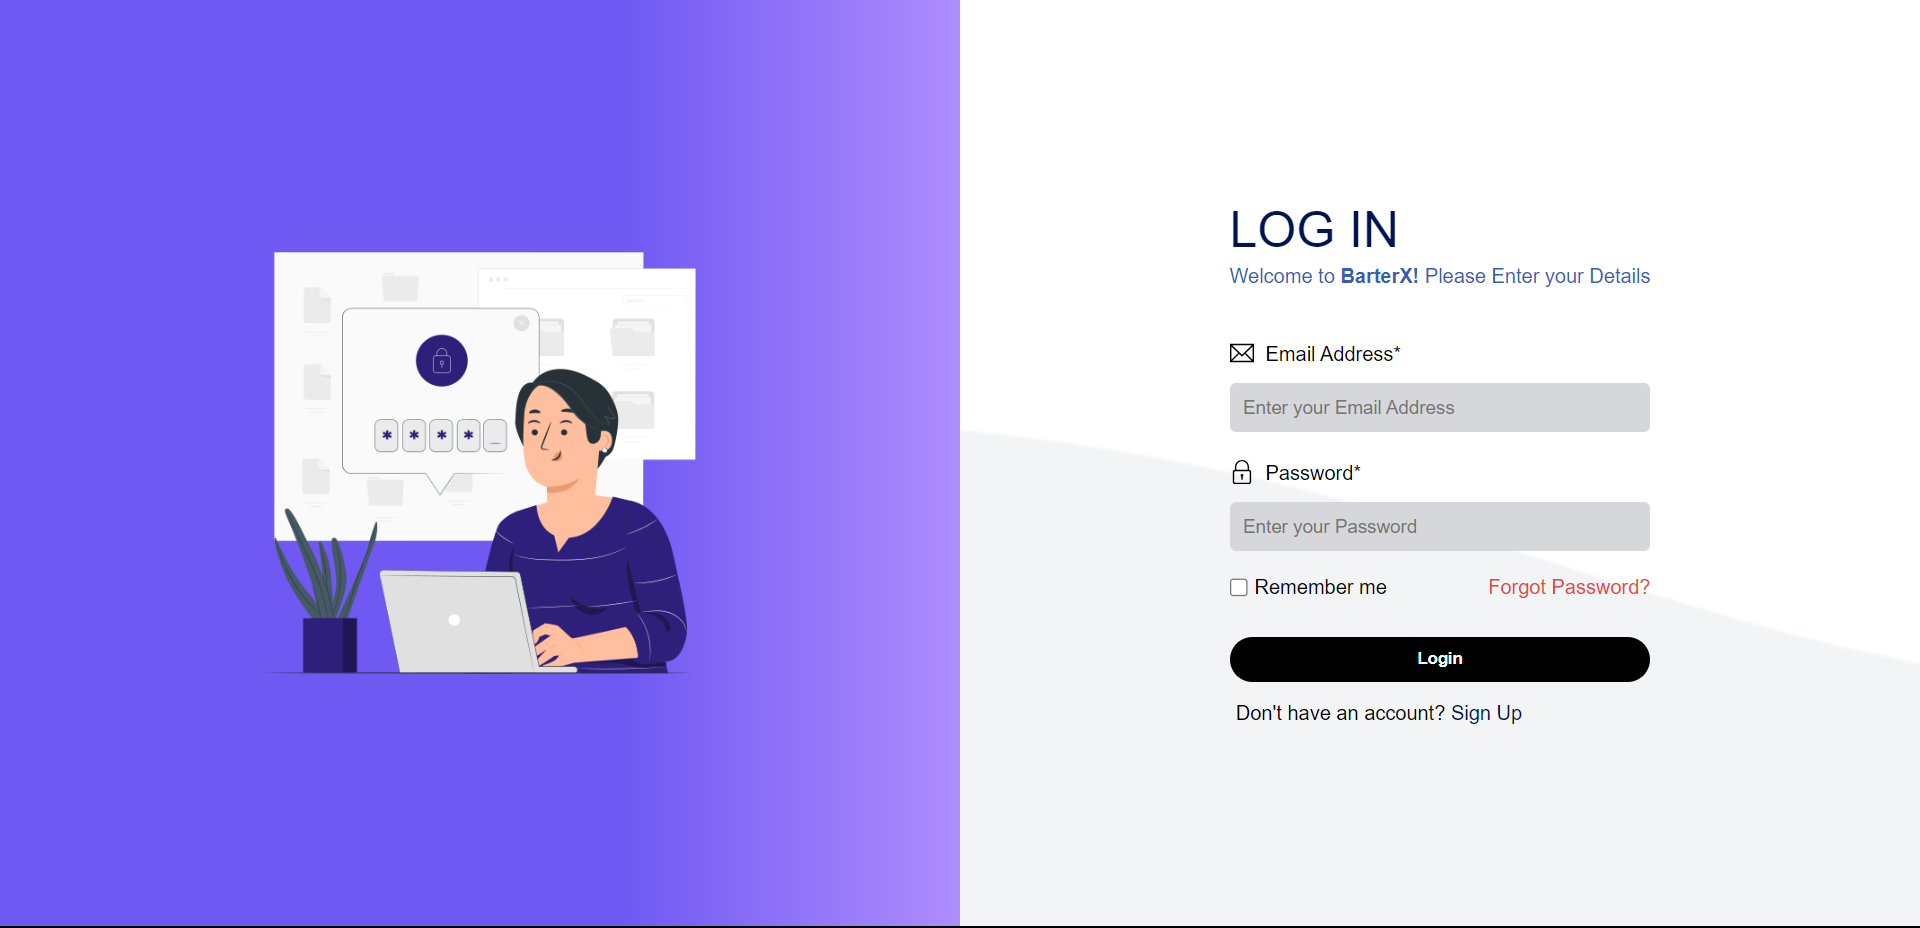 LOG IN
Welcome to BarterX! Please Enter your Details
Email Address*
Enter your Email Address
Password*
Enter your Password
Remember me
Forgot Password?
Login
Don't have an account? Sign Up